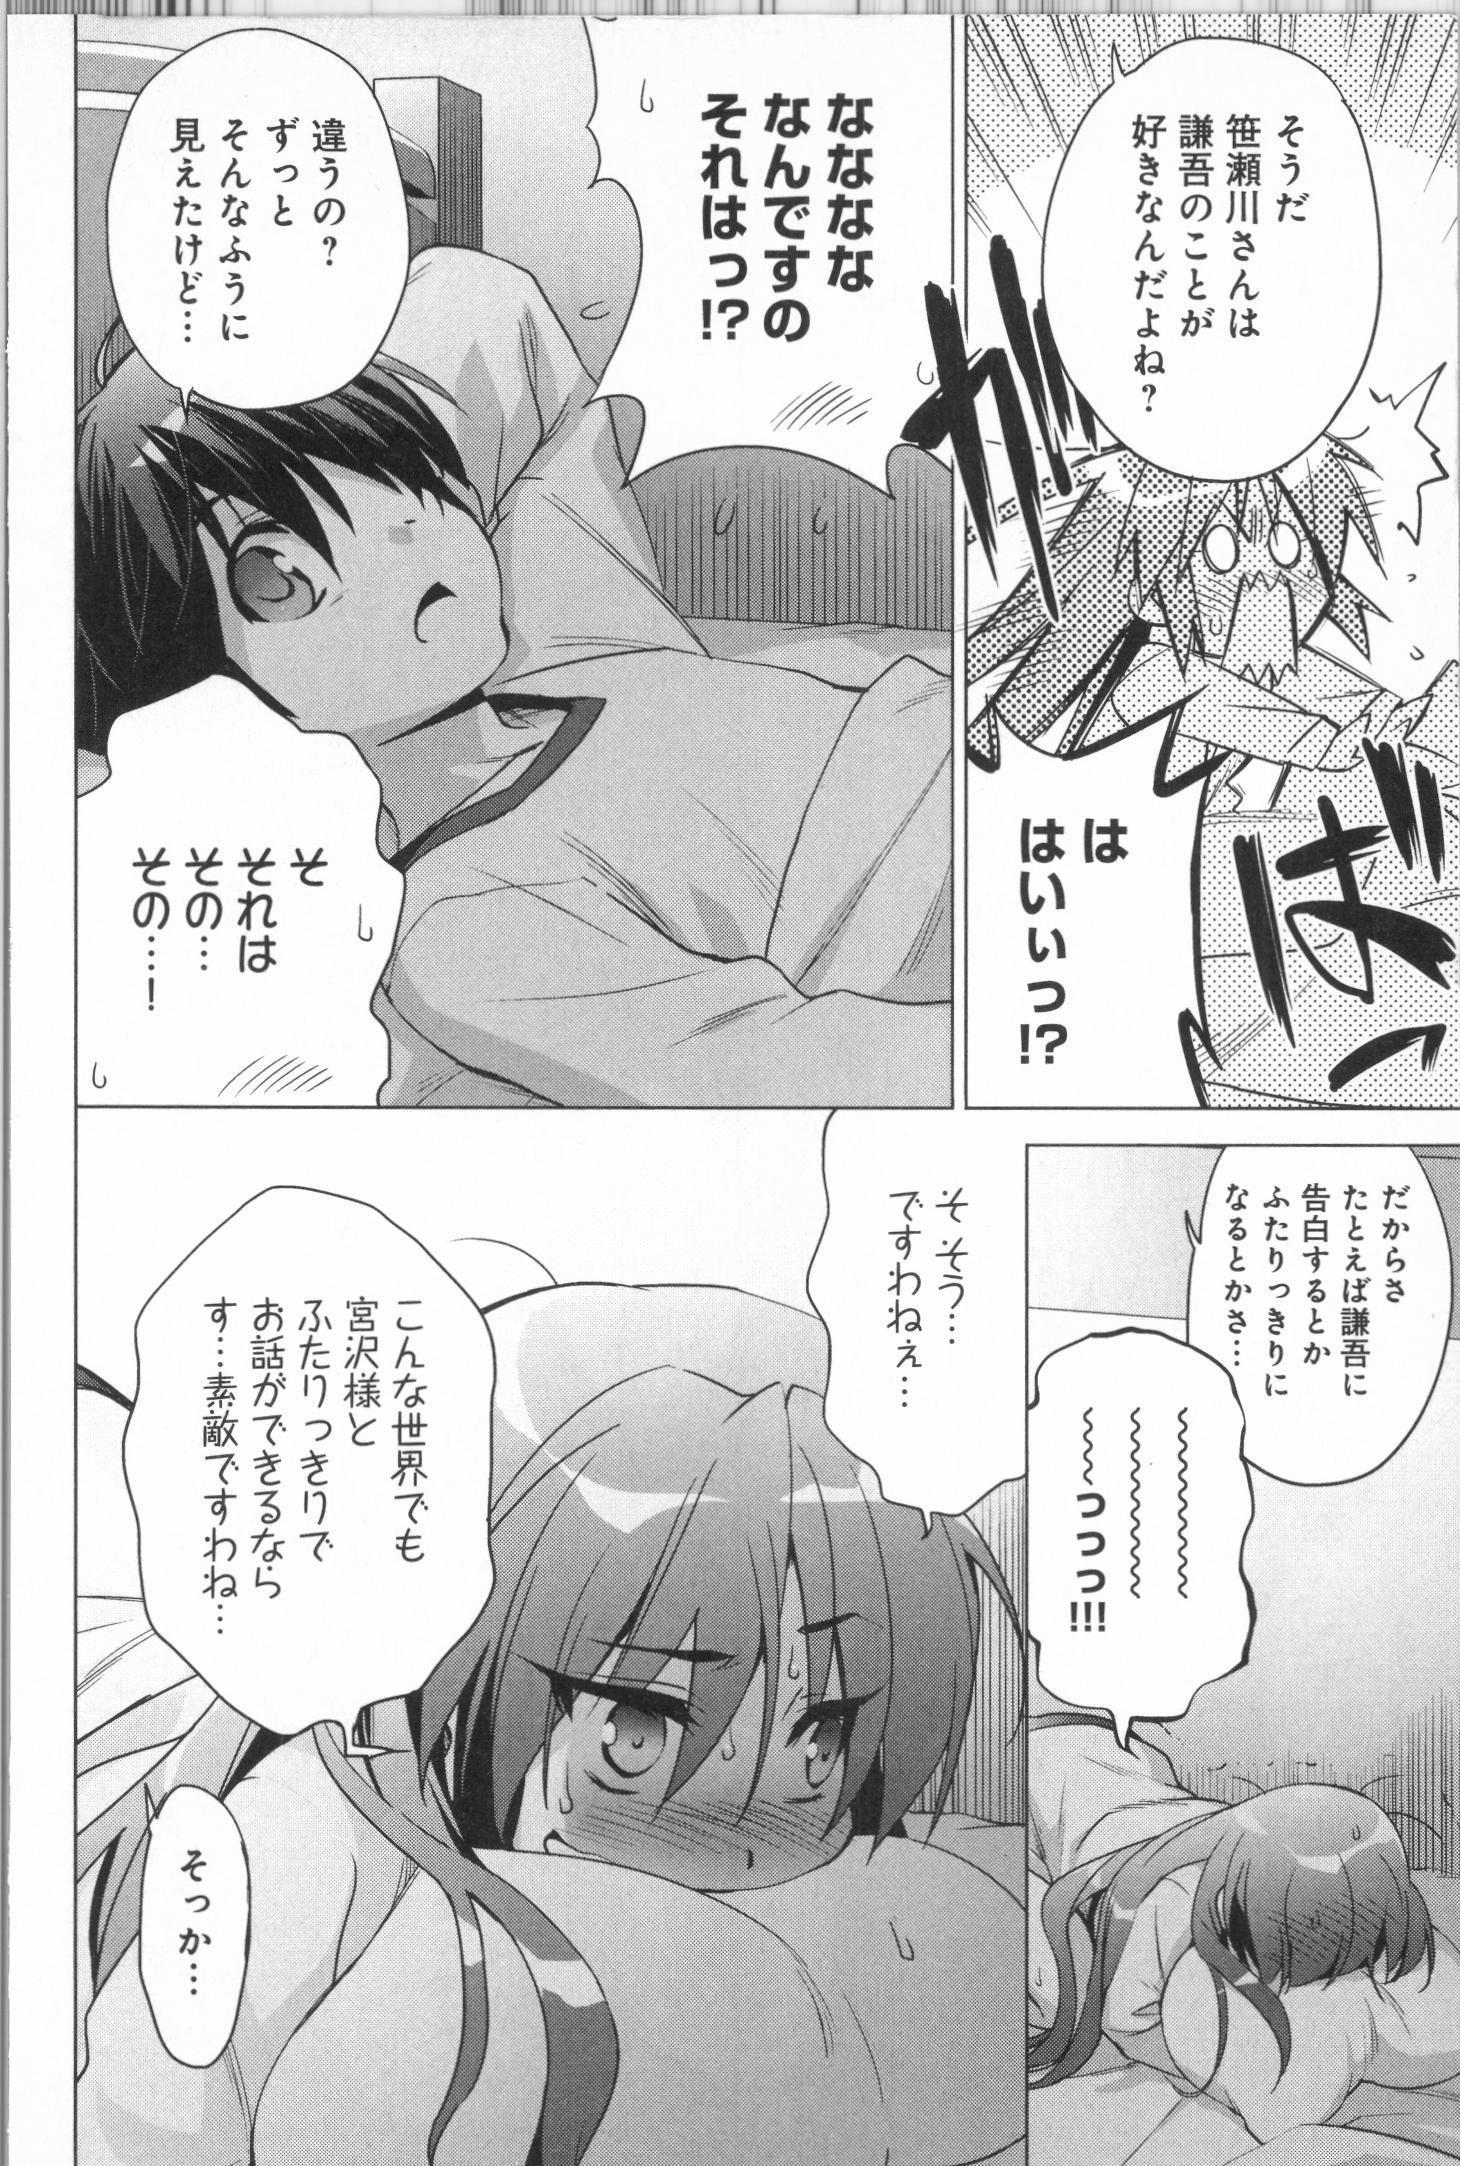 そうだ
笹瀬川さんは
謙吾のことが
好きなんだよね？
ガバッ
は
はいぃっ!?
なななな
なんですの
それはっ!?
違うの？
ずっと
そんなふうに
見えたけど…
そ
それは
その…
その…！
だからさ
たとえば謙吾に
告白するとか
ふたりっきりに
なるとかさ…
〜〜〜〜〜〜
〜〜〜〜〜〜
〜〜っっっ!!!
そ そう…
ですわねぇ…
こんな世界でも
宮沢様と
ふたりっきりで
お話ができるなら
す…素敵ですわね…
そっか…